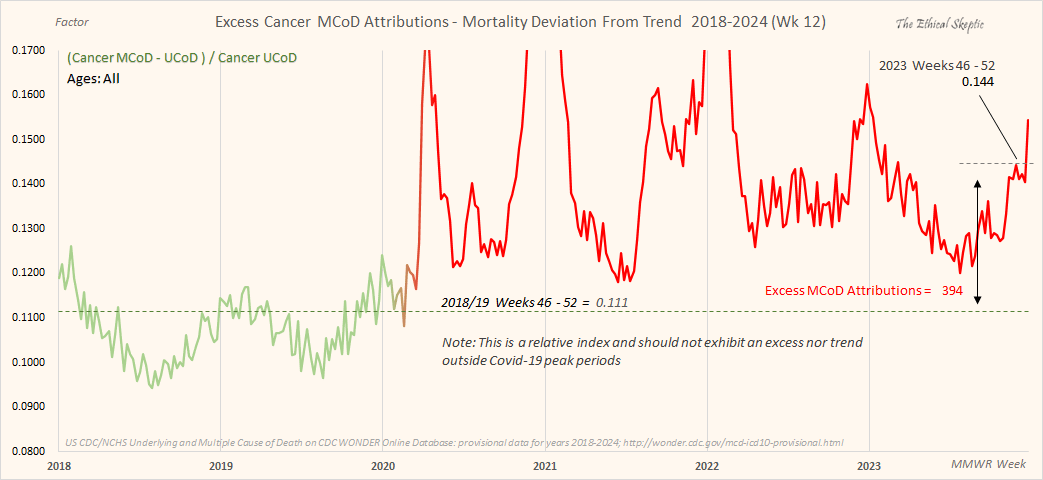 Factor
Excess Cancer MCoD Attributions - Mortality Deviation From Trend 2018-2024 (Wk 12)
The Ethical Skeptic
0.1700
(Cancer MCoD - UCoD ) / Cancer UCoD
Ages: All
2023 Weeks 46 - 52
0.144
0.1600
0.1500
0.1400
0.1300
0.1200
Excess MCoD Attributions = 394
2018/19 Weeks 46 - 52 = 0.111
0.1100
Note: This is a relative index and should not exhibit an excess nor trend
outside Covid-19 peak periods
0.1000
0.0900
US CDC/NCHS Underlying and Multiple Cause of Death on CDC WONDER Online Database: provisional data for years 2018-2024; http://wonder.cdc.gov/mcd-icd10-provisional.html
0.0800
2018 2019 2020 2021 2022 2023 MMWR Week